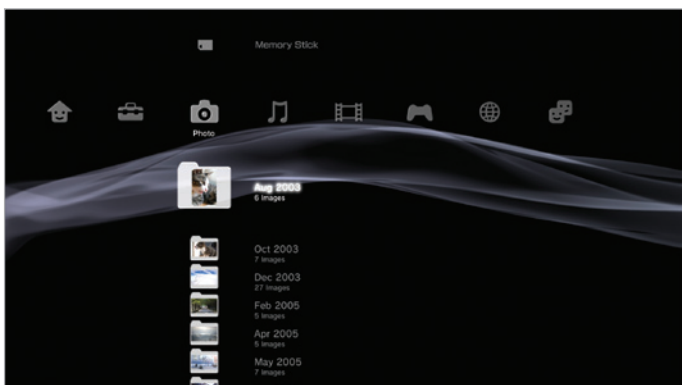 Memory Stick
Photo
Aug 2003
6 Images
Oct 2003
7 Images
Dec 2003
27 Images
Feb 2005
5 Images
Apr 2005
5 Images
May 2005
7 Images